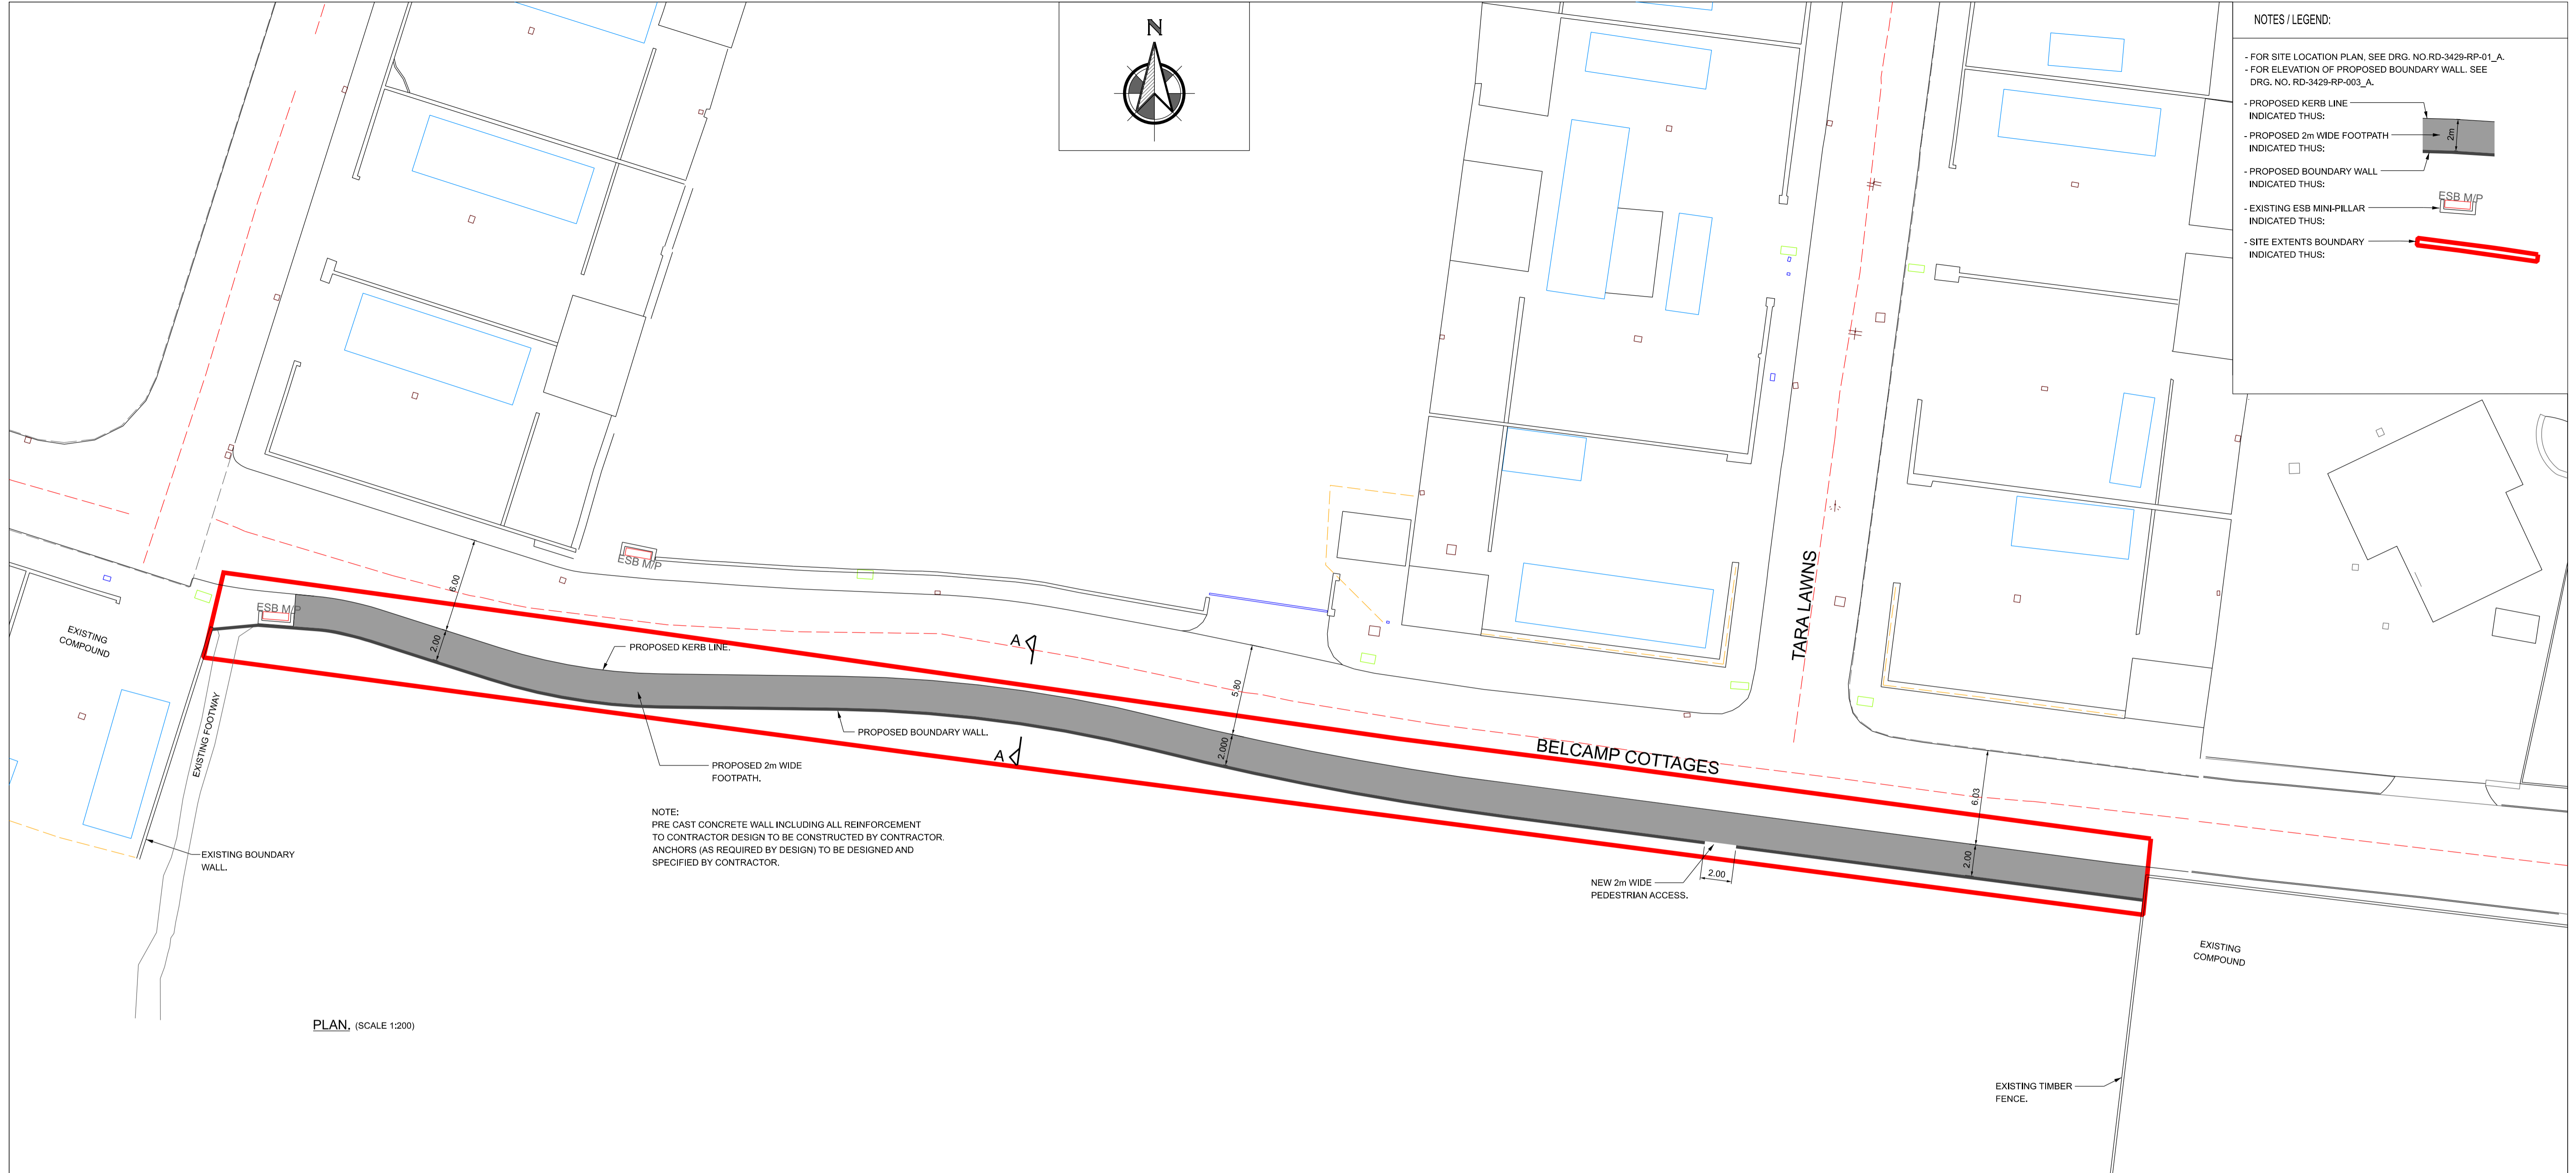 N
NOTES / LEGEND:
- FOR SITE LOCATION PLAN, SEE DRG. NO.RD-3429-RP-01_A.
- FOR ELEVATION OF PROPOSED BOUNDARY WALL. SEE
DRG. NO. RD-3429-RP-003_A.
- PROPOSED KERB LINE
INDICATED THUS:
- PROPOSED 2m WIDE FOOTPATH
INDICATED THUS:
2m
- PROPOSED BOUNDARY WALL
INDICATED THUS:
ESB M/P
- EXISTING ESB MINI-PILLAR
INDICATED THUS:
- SITE EXTENTS BOUNDARY
INDICATED THUS:
ESB M/P
6.00
ESB M/P
EXISTING
COMPOUND
2.00
PROPOSED KERB LINE.
A
TARA LAWNS
5.80
EXISTING FOOTWAY
PROPOSED BOUNDARY WALL.
A
2.000
BELCAMP COTTAGES
PROPOSED 2m WIDE
FOOTPATH.
6.03
NOTE:
PRE CAST CONCRETE WALL INCLUDING ALL REINFORCEMENT
TO CONTRACTOR DESIGN TO BE CONSTRUCTED BY CONTRACTOR.
ANCHORS (AS REQUIRED BY DESIGN) TO BE DESIGNED AND
SPECIFIED BY CONTRACTOR.
EXISTING BOUNDARY
WALL.
2.00
2.00
NEW 2m WIDE
PEDESTRIAN ACCESS.
EXISTING
COMPOUND
PLAN. (SCALE 1:200)
EXISTING TIMBER
FENCE.